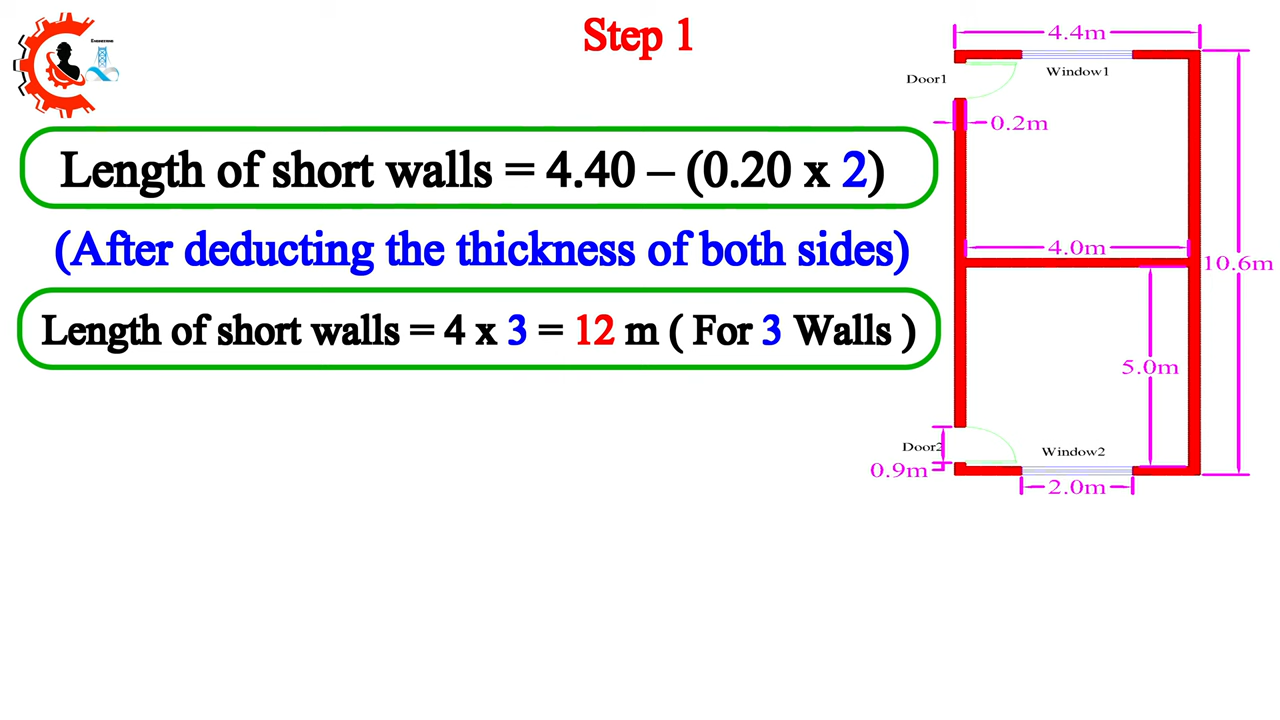 Step 1
Length of short walls = 4.40 – (0.20 x 2)
(After deducting the thickness of both sides)
Length of short walls = 4 x 3 = 12 m ( For 3 Walls )
4.4m
Window1
Door1
0.2m
4.0m
10.6m
5.0m
Door2
Window2
0.9m
2.0m